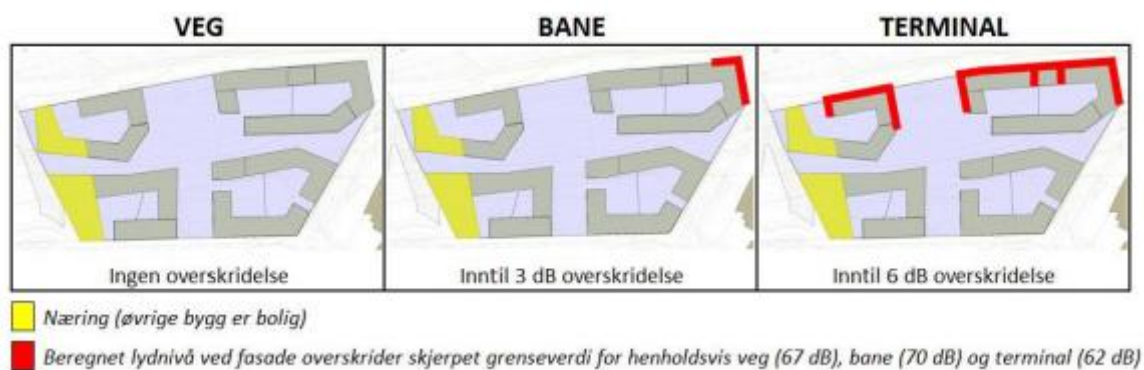 VEG BANE TERMINAL
Ingen overskridelse Inntil 3 dB overskridelse Inntil 6 dB overskridelse
Næring (øvrige bygg er bolig)
Beregnet lydnivå ved fasade overskrider skjerpet grenseverdi for henholdsvis veg (67 dB), bane (70 dB) og terminal (62 dB)